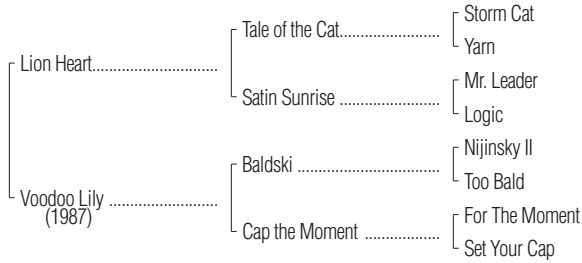 Storm Cat
Tale of the Cat........................
Yarn
Lion Heart..............................
Mr. Leader
Satin Sunrise ........................
Logic
Nijinsky II
Baldski ..................................
Too Bald
Voodoo Lily ..........................
(1987)
For The Moment
Cap the Moment ..................
Set Your Cap